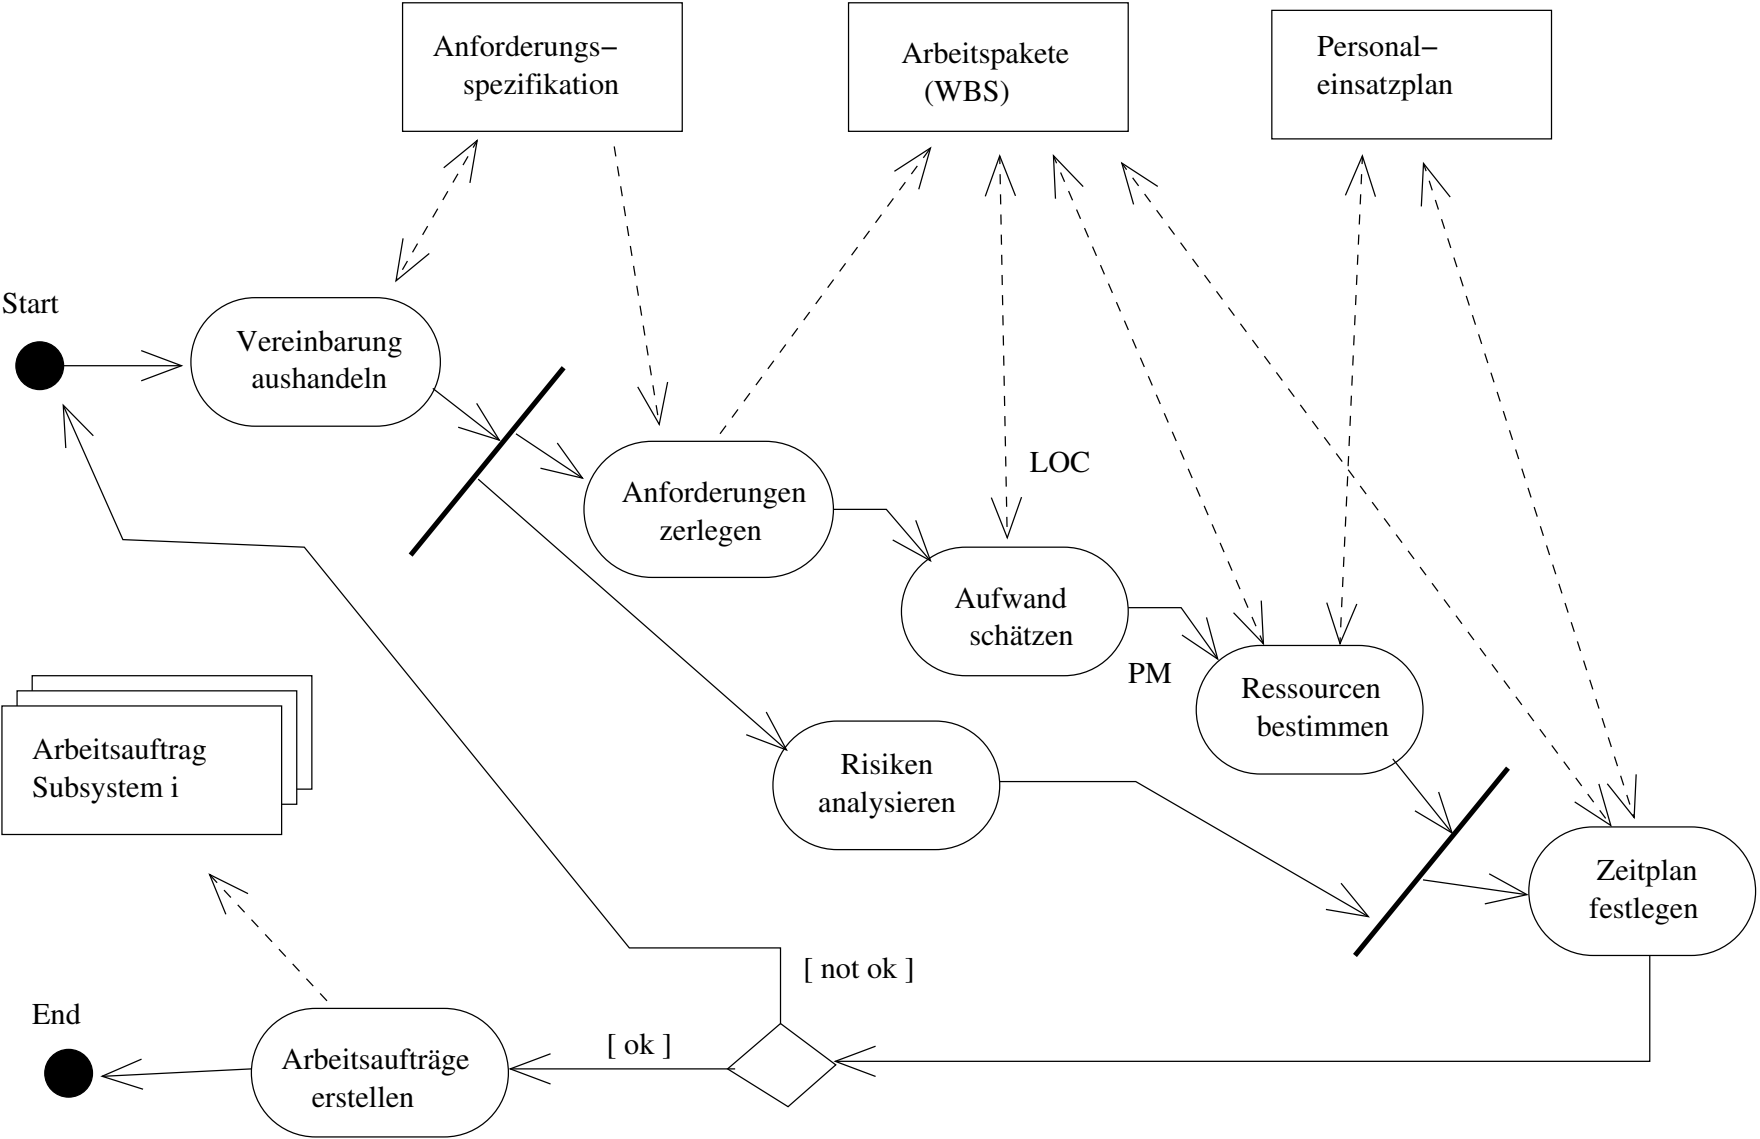 Anforderungs–
spezifikation
Arbeitspakete
(WBS)
Personal–
einsatzplan
Start
Vereinbarung
aushandeln
LOC
Anforderungen
zerlegen
Aufwand
schätzen
PM
Ressourcen
bestimmen
Arbeitsauftrag
Subsystem i
Risiken
analysieren
Zeitplan
festlegen
[ not ok ]
End
[ ok ]
Arbeitsaufträge
erstellen